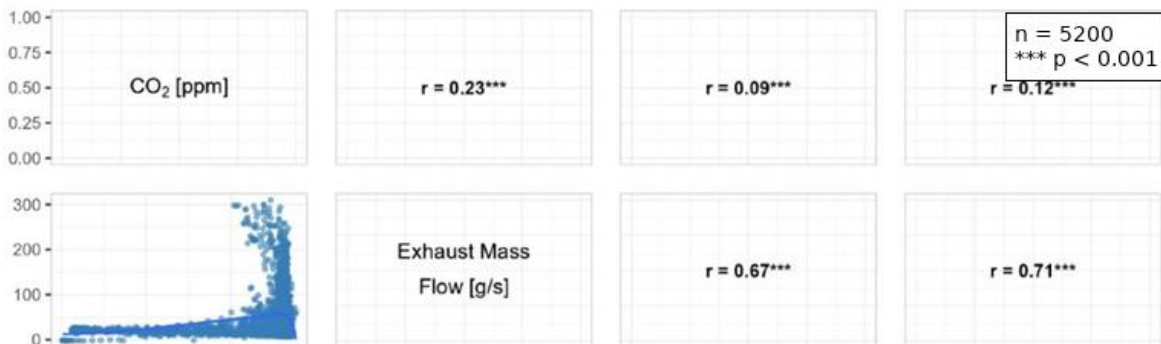 1.00
n = 5200
0.75
*** p < 0.001
0.50
CO₂ [ppm]
r = 0.23***
r = 0.09***
r = 0.12***
0.25
0.00
300
200
Exhaust Mass
Flow [g/s]
r = 0.67***
r = 0.71***
100
0